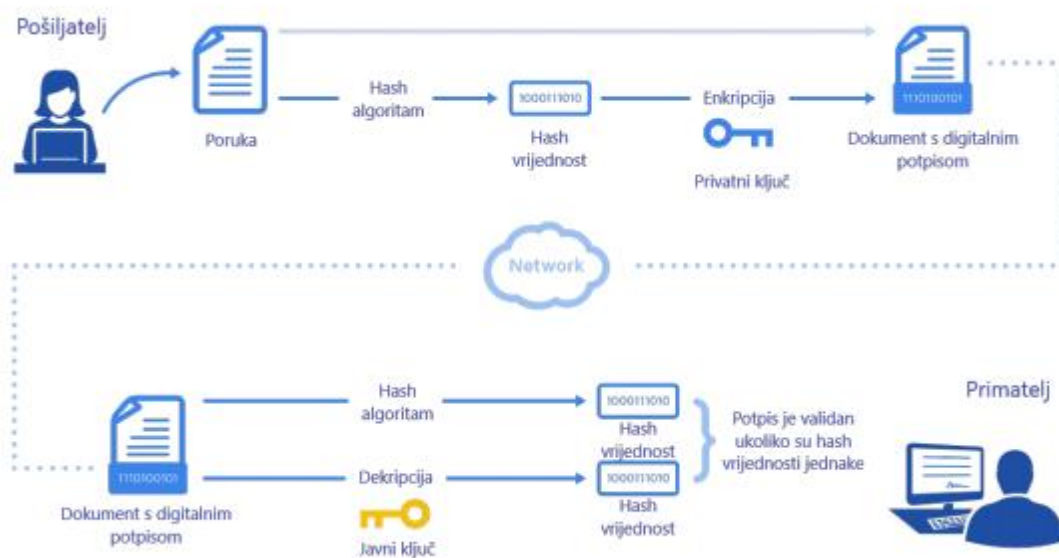 Pošiljatelj
Poruka
Hash
algoritam
1000111010
Hash
vrijednost
Enkripcija
Privatni ključ
1110100101
Dokument s digitalnim
potpisom
Network
1110100101
Dokument s digitalnim
potpisom
Hash
algoritam
1000111010
Hash
vrijednost
Dekripcija
Javni ključ
1000111010
Hash
vrijednost
Potpis je validan
ukoliko su hash
vrijednosti jednake
Primatelj